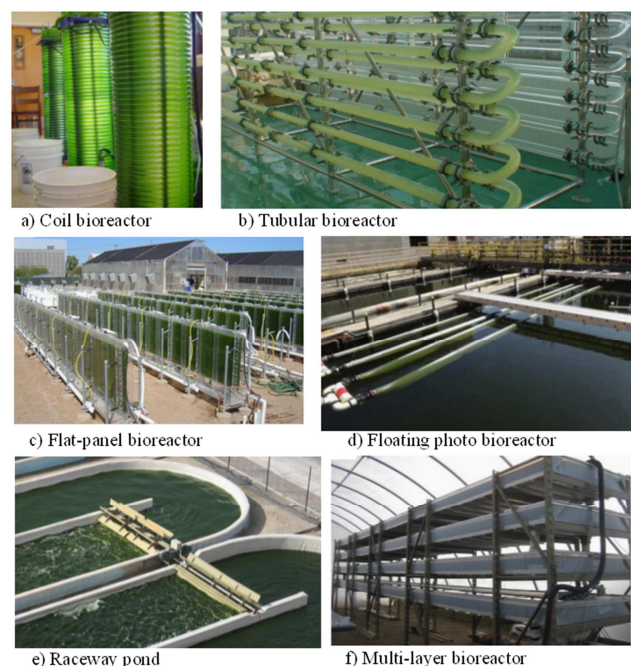 a) Coil bioreactor
b) Tubular bioreactor
c) Flat-panel bioreactor
d) Floating photo bioreactor
e) Raceway pond
f) Multi-layer bioreactor